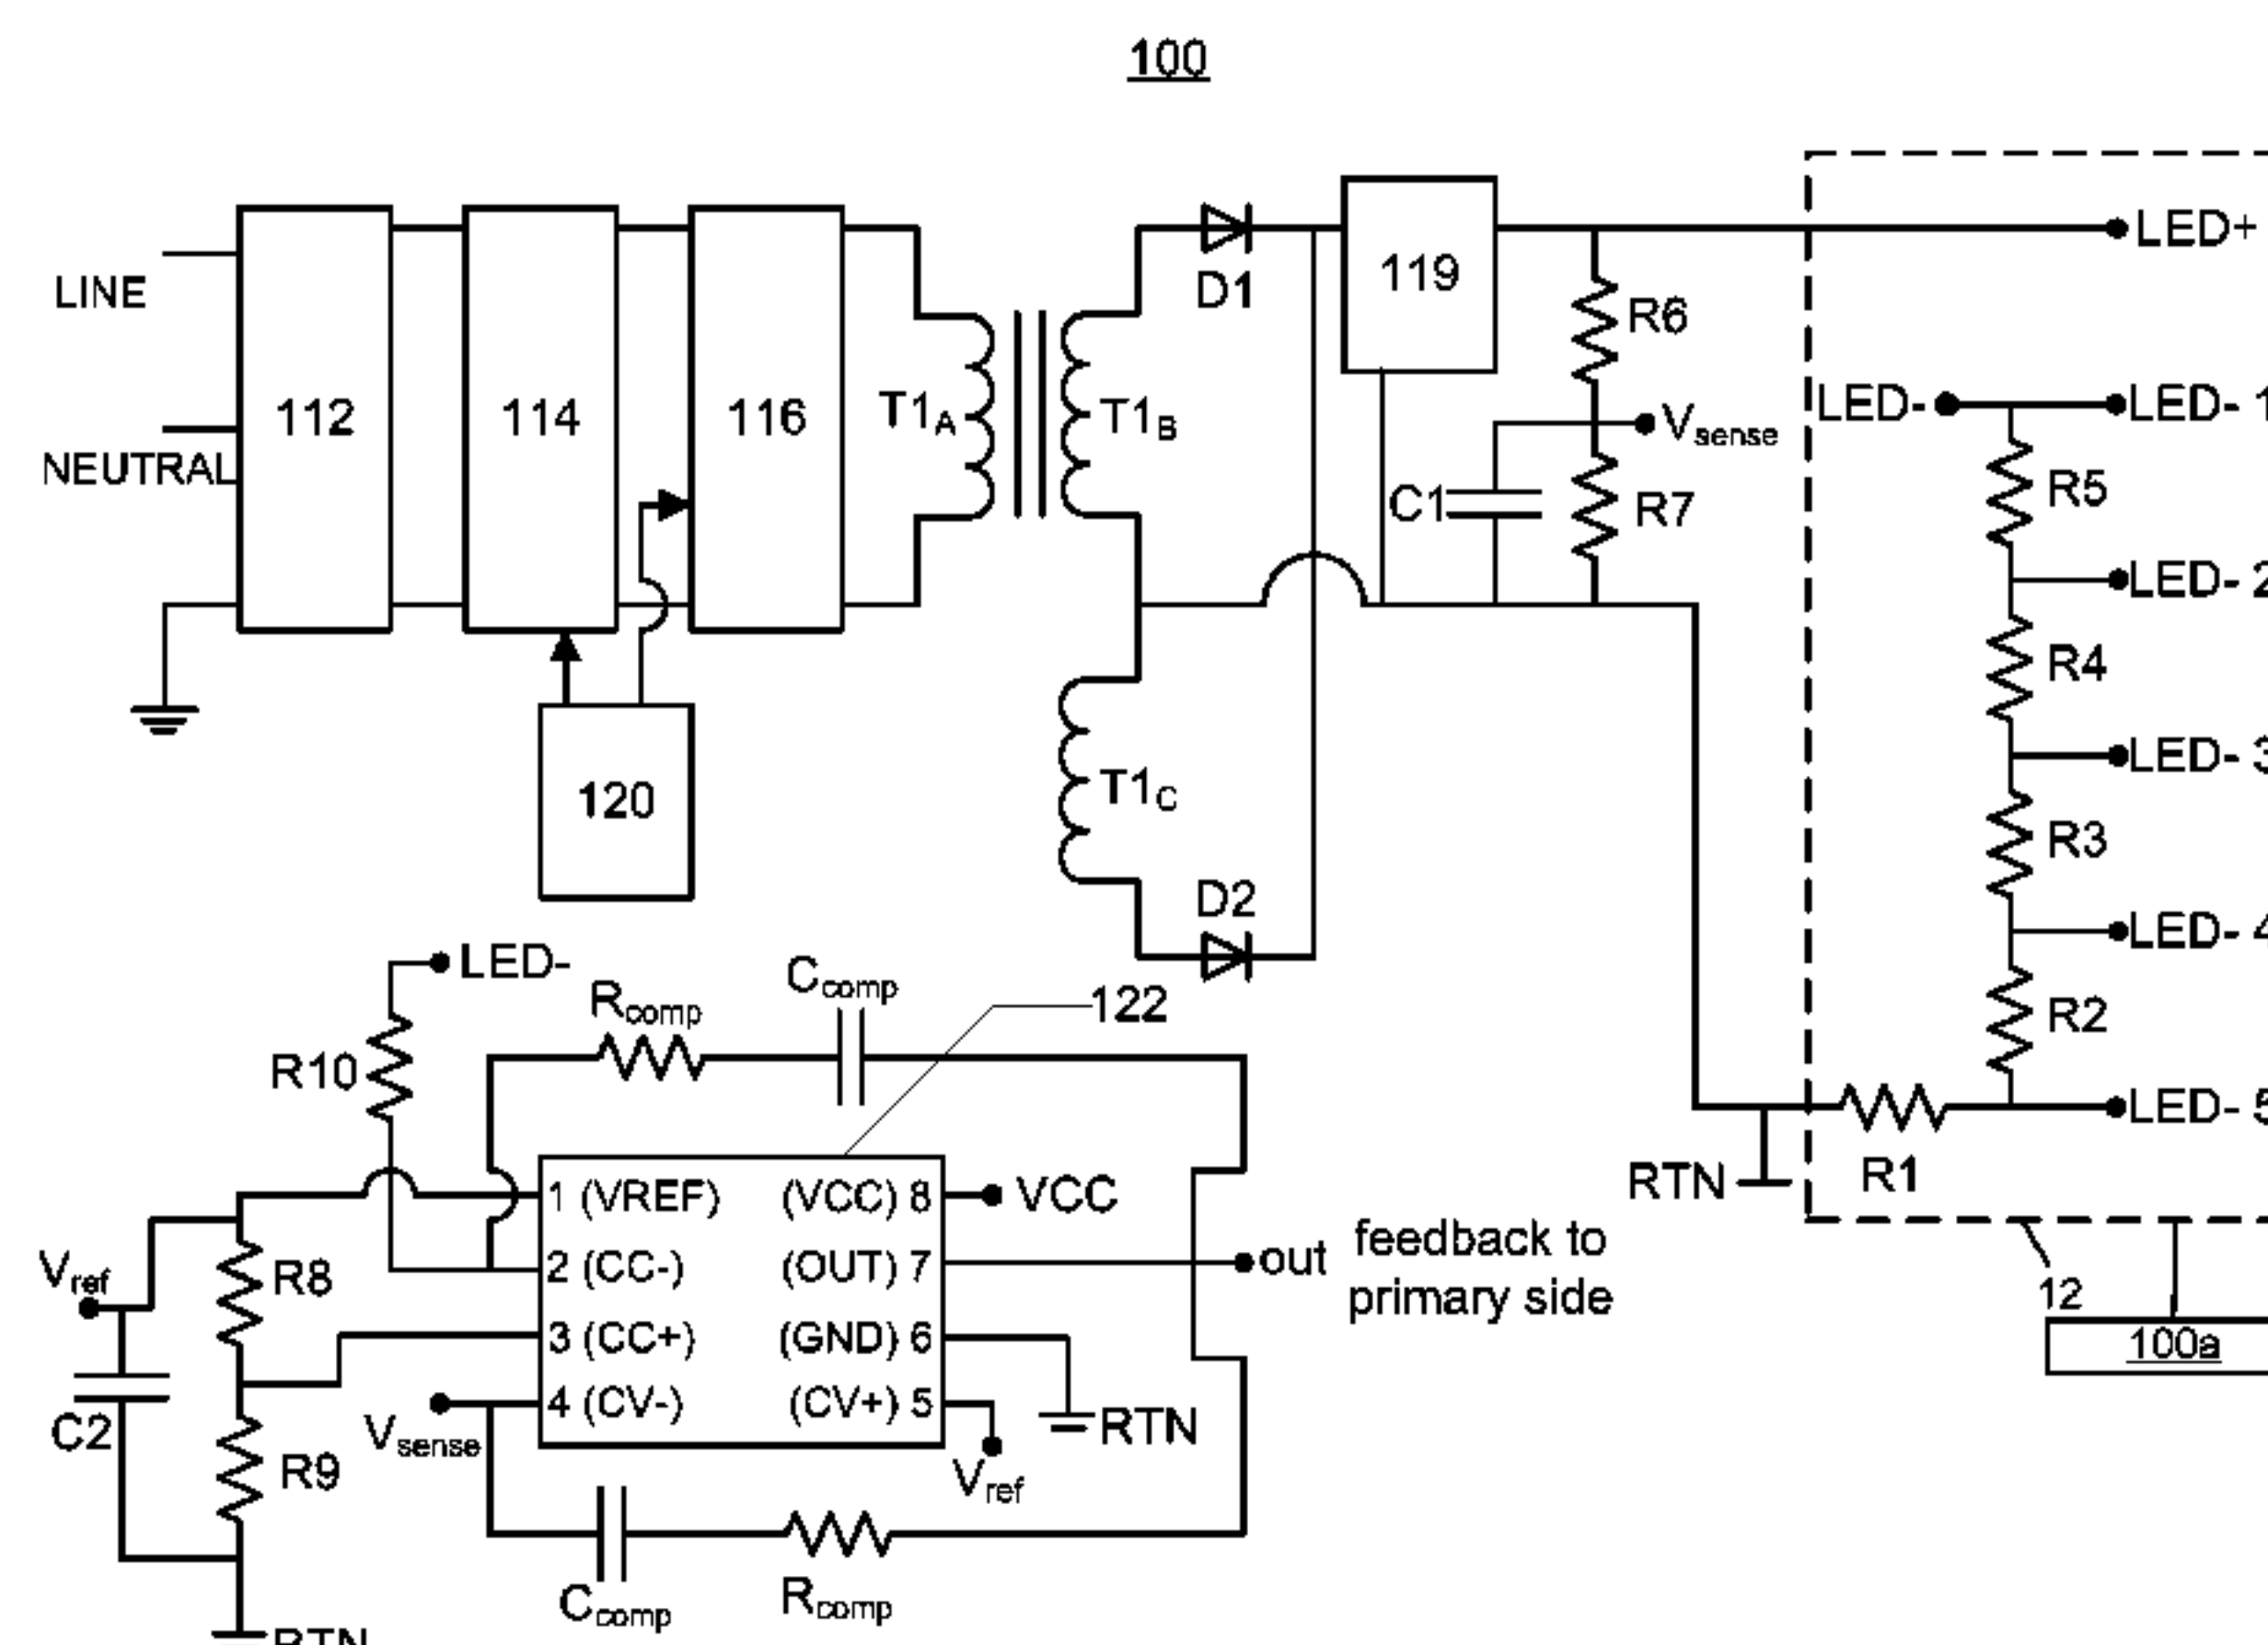 100
LINE
NEUTRAL
112
114
116
120
T1A
T1B
T1C
D1
D2
119
R6
Vsense
C1
R7
LED+
LED-
LED- 1
R5
LED- 2
R4
LED- 3
R3
LED- 4
R2
LED- 5
R1
RTN
12
100a
LED-
R10
Rcomp
Ccomp
122
1 (VREF)
2 (CC-)
3 (CC+)
4 (CV-)
(VCC) 8
(OUT) 7
(GND) 6
(CV+) 5
VCC
out
feedback to
primary side
RTN
Vref
Vref
R8
C2
R9
Vsense
Ccomp
Rcomp
RTN